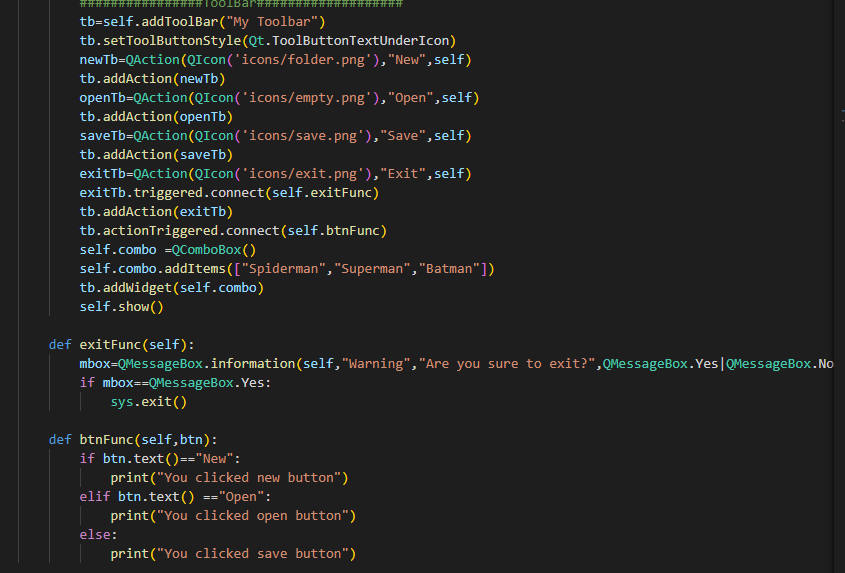 ################ToolBar###################
tb=self.addToolBar("My Toolbar")
tb.setToolButtonStyle(Qt.ToolButtonTextUnderIcon)
newTb=QAction(QIcon('icons/folder.png'),"New",self)
tb.addAction(newTb)
openTb=QAction(QIcon('icons/empty.png'),"Open",self)
tb.addAction(openTb)
saveTb=QAction(QIcon('icons/save.png'),"Save",self)
tb.addAction(saveTb)
exitTb=QAction(QIcon('icons/exit.png'),"Exit",self)
exitTb.triggered.connect(self.exitFunc)
tb.addAction(exitTb)
tb.actionTriggered.connect(self.btnFunc)
self.combo =QComboBox()
self.combo.addItems(["Spiderman","Superman","Batman"])
tb.addWidget(self.combo)
self.show()
def exitFunc(self):
mbox=QMessageBox.information(self,"Warning","Are you sure to exit?",QMessageBox.Yes|QMessageBox.No
if mbox==QMessageBox.Yes:
sys.exit()
def btnFunc(self,btn):
if btn.text()=="New":
print("You clicked new button")
elif btn.text() =="Open":
print("You clicked open button")
else:
print("You clicked save button")